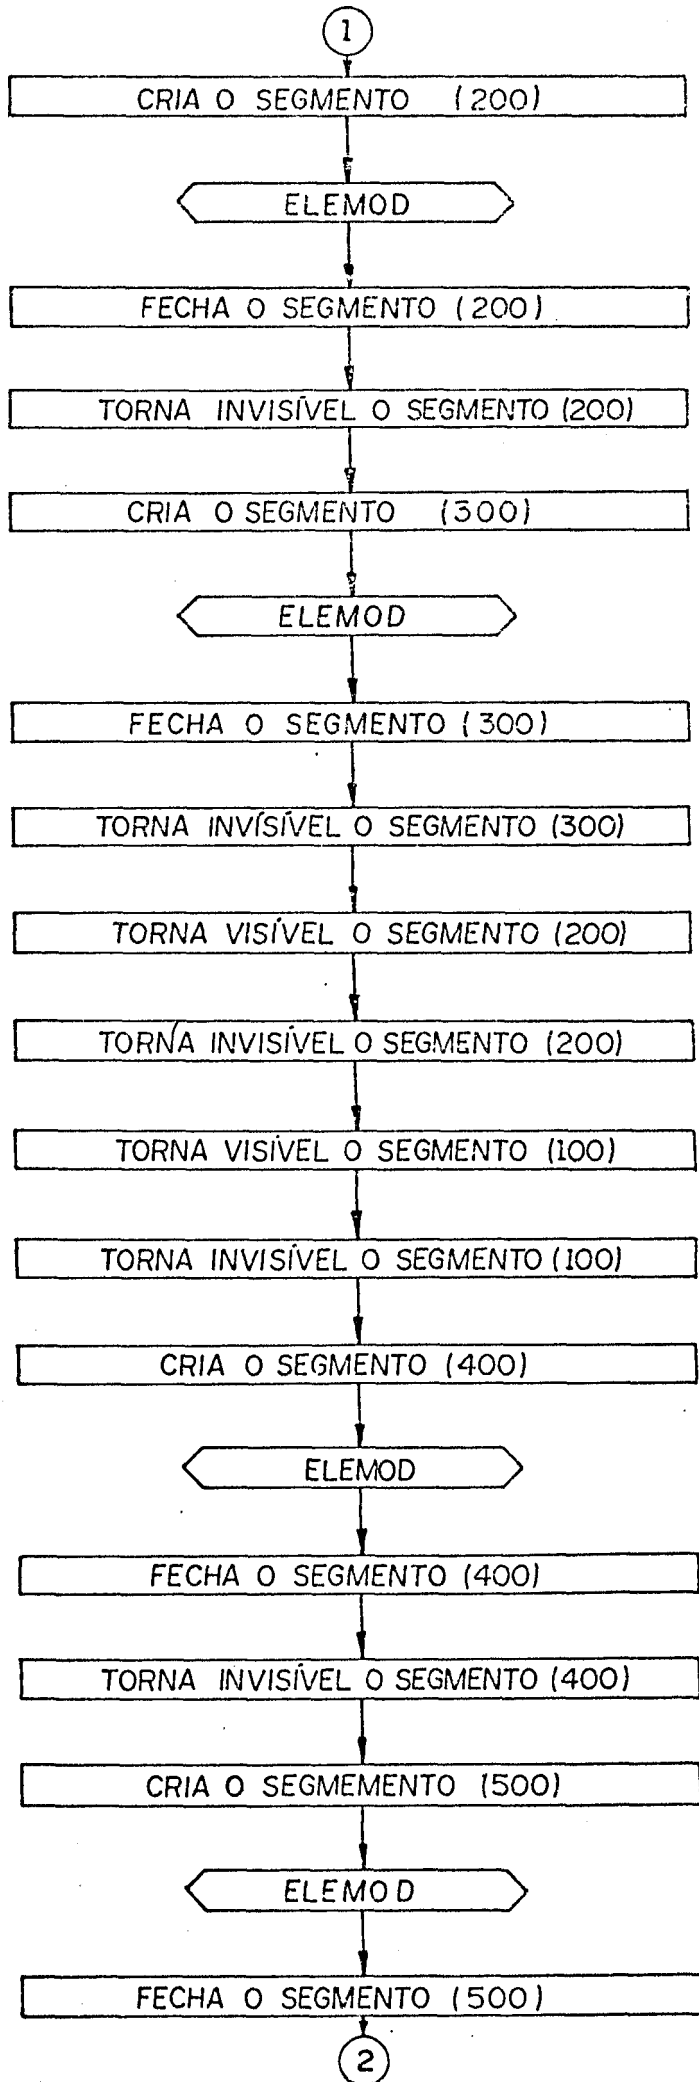 1
CRIA O SEGMENTO (200)
ELEMOD
FECHA O SEGMENTO (200)
TORNA INVISÍVEL O SEGMENTO (200)
CRIA O SEGMENTO (300)
ELEMOD
FECHA O SEGMENTO (300)
TORNA INVÍSÍVEL O SEGMENTO (300)
TORNA VISÍVEL O SEGMENTO (200)
TORNA INVISÍVEL O SEGMENTO (200)
TORNA VISÍVEL O SEGMENTO (100)
TORNA INVISÍVEL O SEGMENTO (100)
CRIA O SEGMENTO (400)
ELEMOD
FECHA O SEGMENTO (400)
TORNA INVISÍVEL O SEGMENTO (400)
CRIA O SEGMEMENTO (500)
ELEMOD
FECHA O SEGMENTO (500)
2